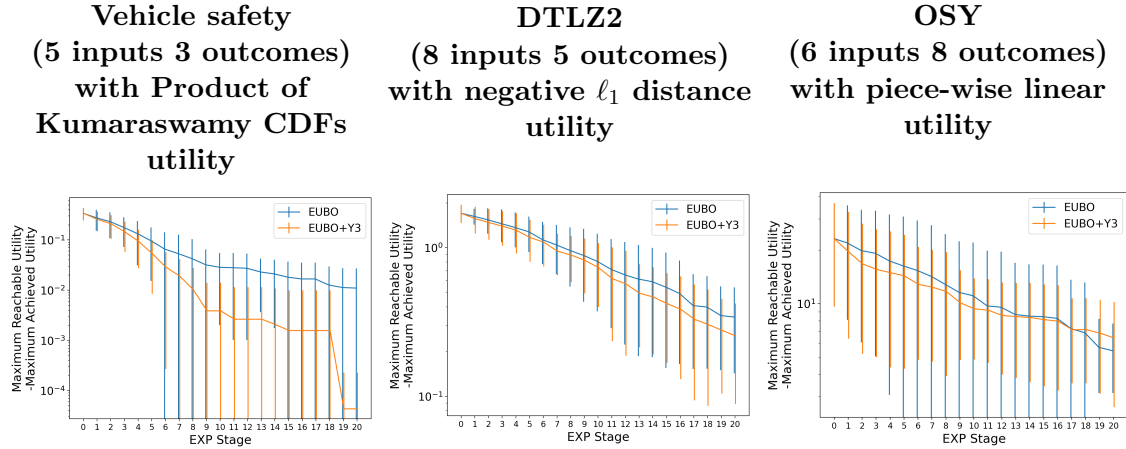 Vehicle safety
(5 inputs 3 outcomes)
with Product of
Kumaraswamy CDFs
utility
DTLZ2
(8 inputs 5 outcomes)
with negative ℓ₁ distance
utility
OSY
(6 inputs 8 outcomes)
with piece-wise linear
utility
Maximum Reachable Utility
-Maximum Achieved Utility
10⁻¹
10⁻²
10⁻³
10⁻⁴
EUBO
EUBO+Y3
0 1 2 3 4 5 6 7 8 9 10 11 12 13 14 15 16 17 18 19 20
EXP Stage
Maximum Reachable Utility
-Maximum Achieved Utility
10⁰
10⁻¹
EUBO
EUBO+Y3
0 1 2 3 4 5 6 7 8 9 10 11 12 13 14 15 16 17 18 19 20
EXP Stage
Maximum Reachable Utility
-Maximum Achieved Utility
10¹
EUBO
EUBO+Y3
0 1 2 3 4 5 6 7 8 9 10 11 12 13 14 15 16 17 18 19 20
EXP Stage